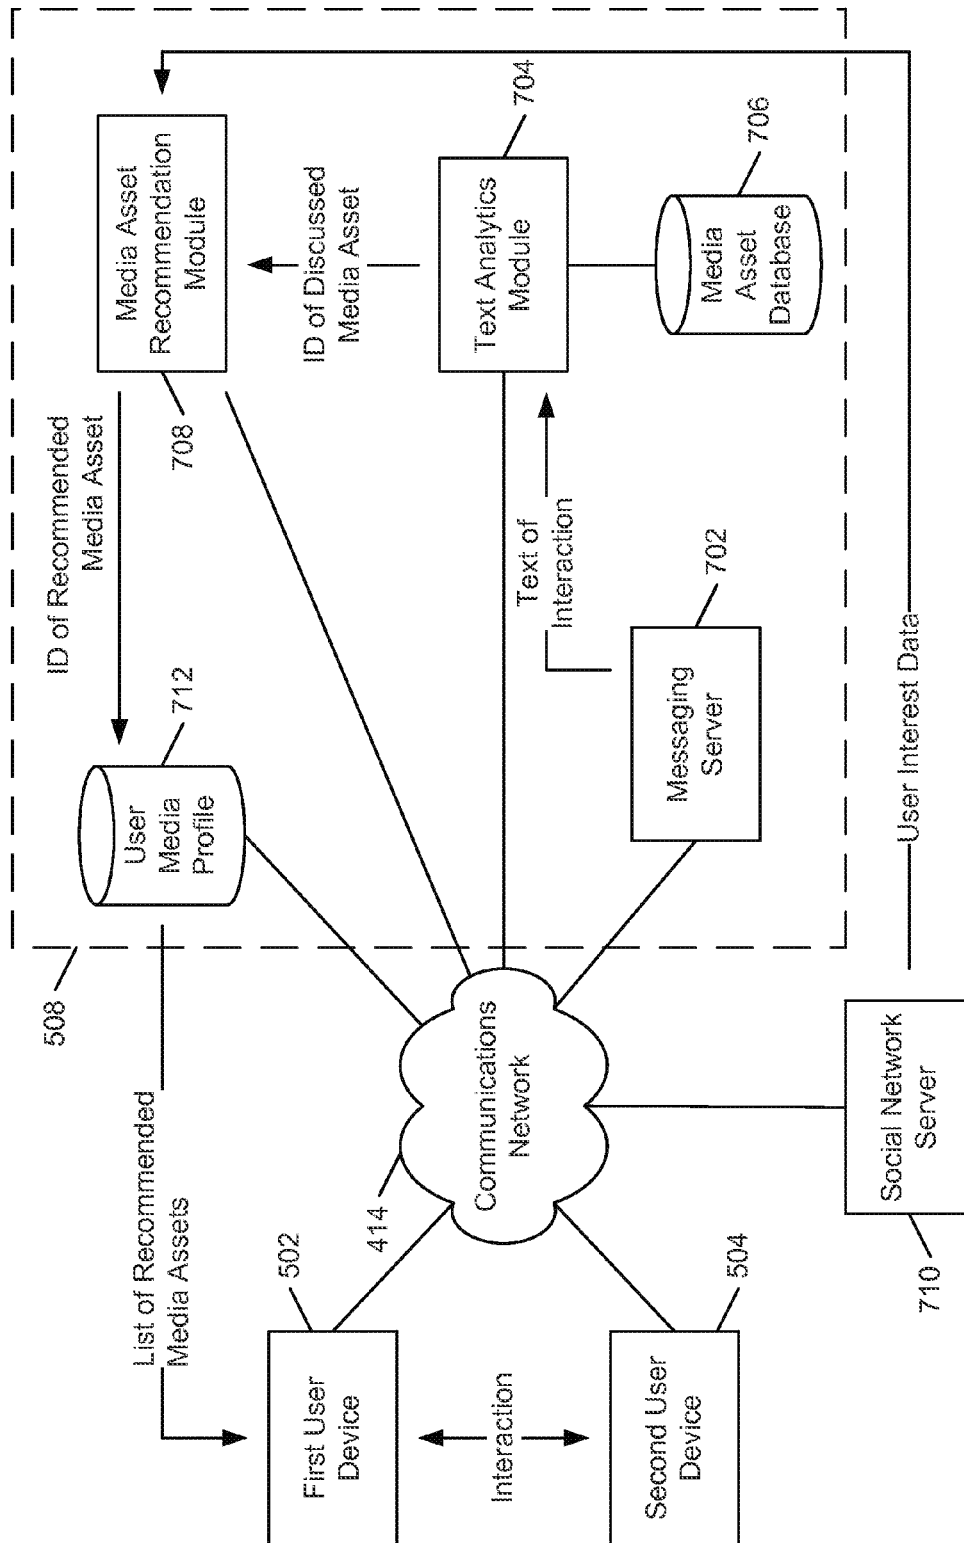 List of Recommended
Media Assets
508
User
Media
Profile
712
ID of Recommended
Media Asset
Media Asset
Recommendation
Module
708
First User
Device
502
414
Communications
Network
ID of Discussed
Media Asset
Interaction
Text of
Interaction
Text Analytics
Module
704
Second User
Device
504
Messaging
Server
702
Media
Asset
Database
706
Social Network
Server
710
User Interest Data